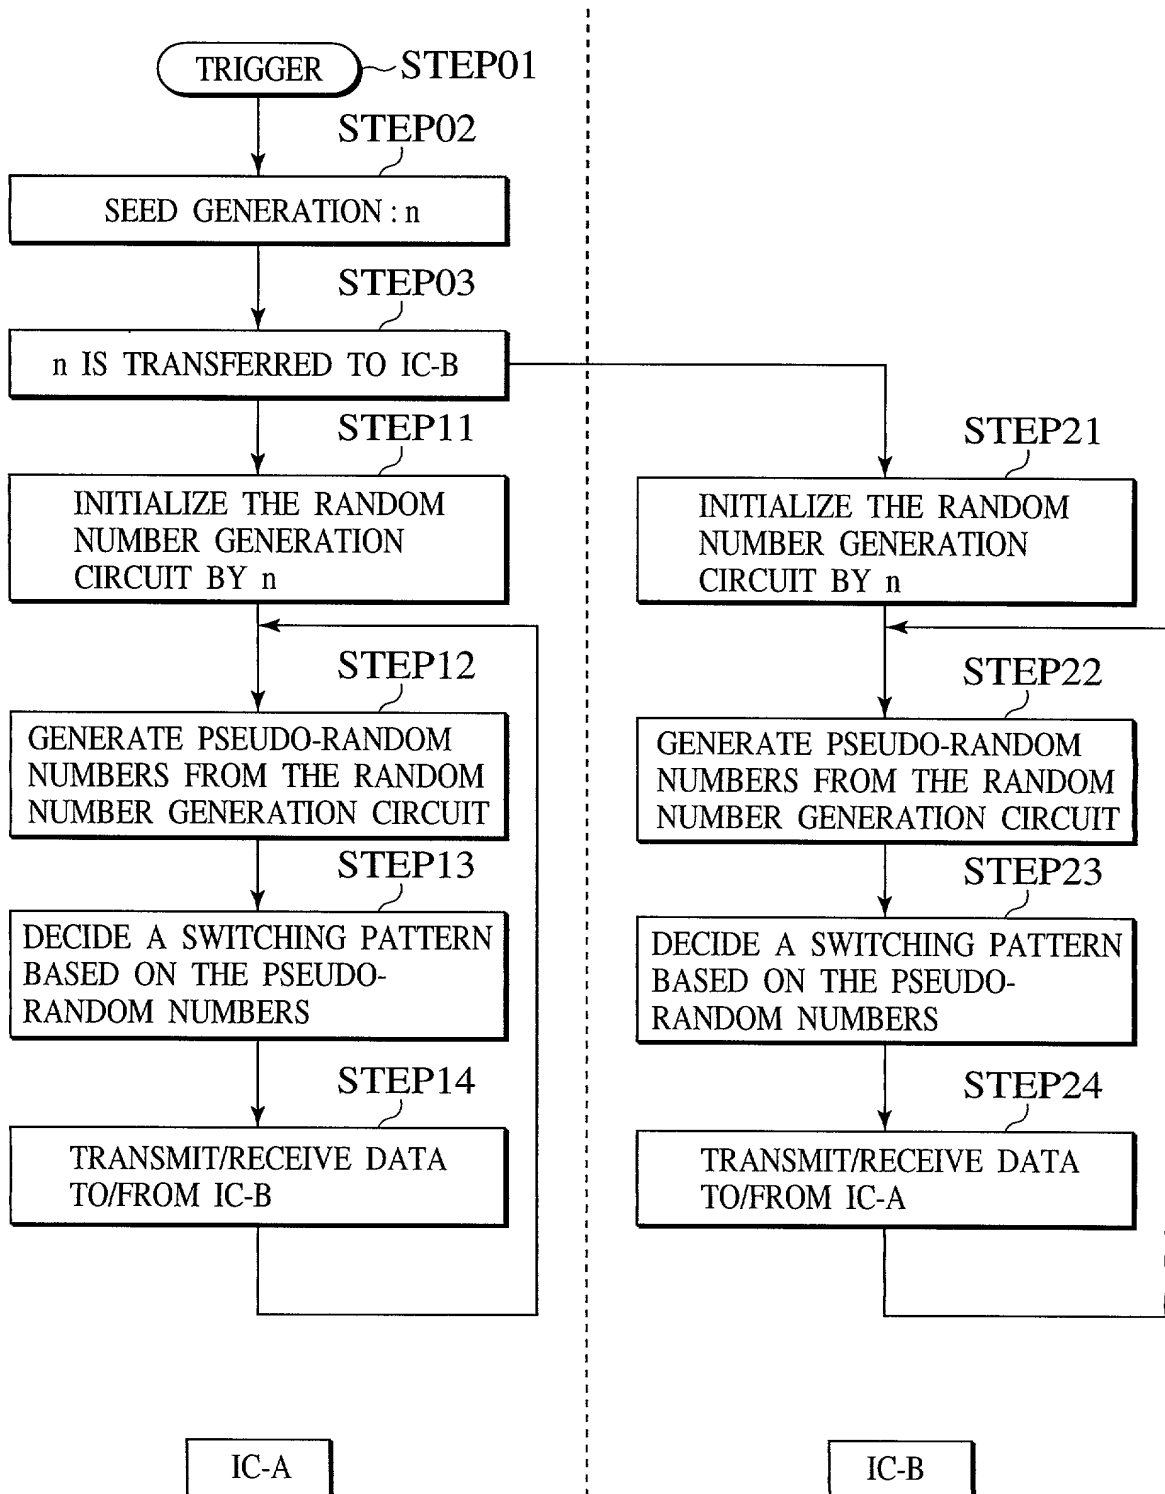 TRIGGER
STEP01
STEP02
SEED GENERATION : n
STEP03
n IS TRANSFERRED TO IC-B
STEP11
INITIALIZE THE RANDOM
NUMBER GENERATION
CIRCUIT BY n
STEP12
GENERATE PSEUDO-RANDOM
NUMBERS FROM THE RANDOM
NUMBER GENERATION CIRCUIT
STEP13
DECIDE A SWITCHING PATTERN
BASED ON THE PSEUDO-
RANDOM NUMBERS
STEP14
TRANSMIT/RECEIVE DATA
TO/FROM IC-B
IC-A
STEP21
INITIALIZE THE RANDOM
NUMBER GENERATION
CIRCUIT BY n
STEP22
GENERATE PSEUDO-RANDOM
NUMBERS FROM THE RANDOM
NUMBER GENERATION CIRCUIT
STEP23
DECIDE A SWITCHING PATTERN
BASED ON THE PSEUDO-
RANDOM NUMBERS
STEP24
TRANSMIT/RECEIVE DATA
TO/FROM IC-A
IC-B